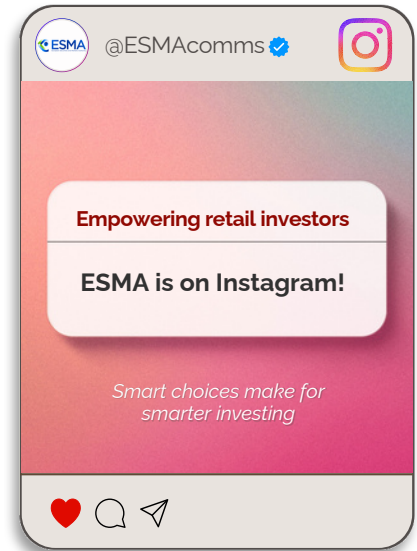 ESMA
@ESMAcomms
Empowering retail investors
ESMA is on Instagram!
Smart choices make for
smarter investing